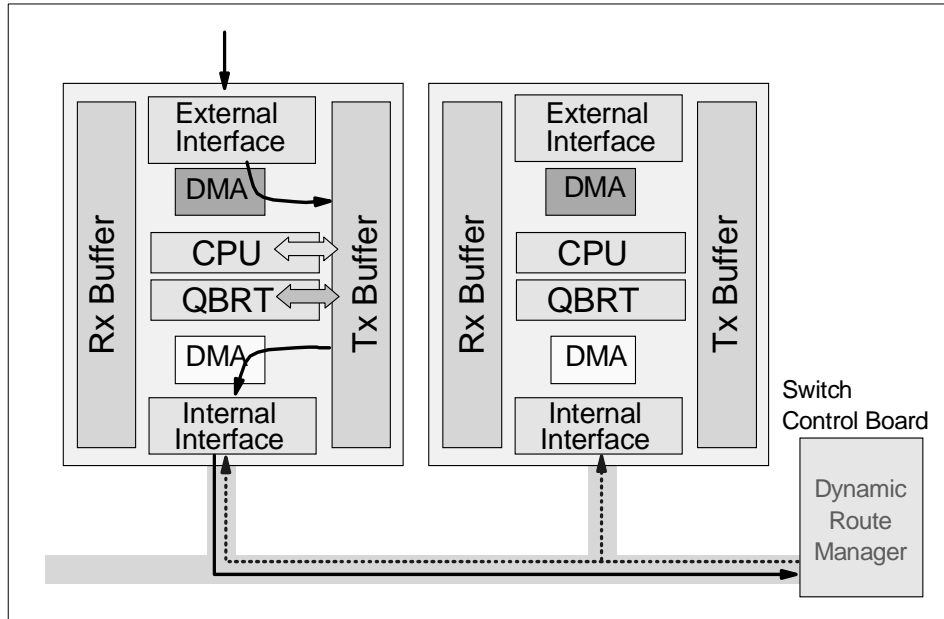 External
Interface
DMA
CPU
QBRT
DMA
Internal
Interface
Rx Buffer
Tx Buffer
External
Interface
DMA
CPU
QBRT
DMA
Internal
Interface
Rx Buffer
Tx Buffer
Switch
Control Board
Dynamic
Route
Manager